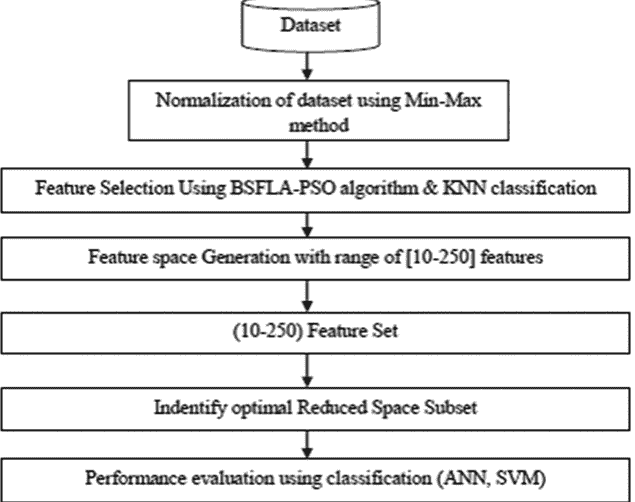 Dataset
Normalization of dataset using Min-Max
method
Feature Selection Using BSFLA-PSO algorithm & KNN classification
Feature space Generation with range of [10-250] features
(10-250) Feature Set
Indentify optimal Reduced Space Subset
Performance evaluation using classification (ANN, SVM)